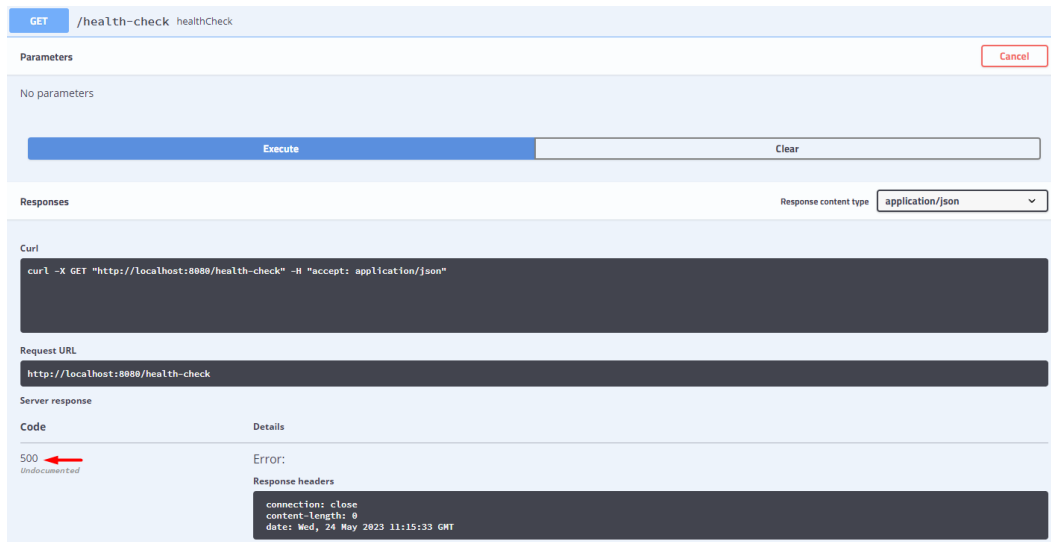 GET /health-check healthCheck
Parameters Cancel
No parameters
Execute Clear
Responses Response content type application/json
Curl
curl -X GET "http://localhost:8080/health-check" -H "accept: application/json"
Request URL
http://localhost:8080/health-check
Server response
Code Details
500 Error:
Undocumented
Response headers
connection: close
content-length: 0
date: Wed, 24 May 2023 11:15:33 GMT